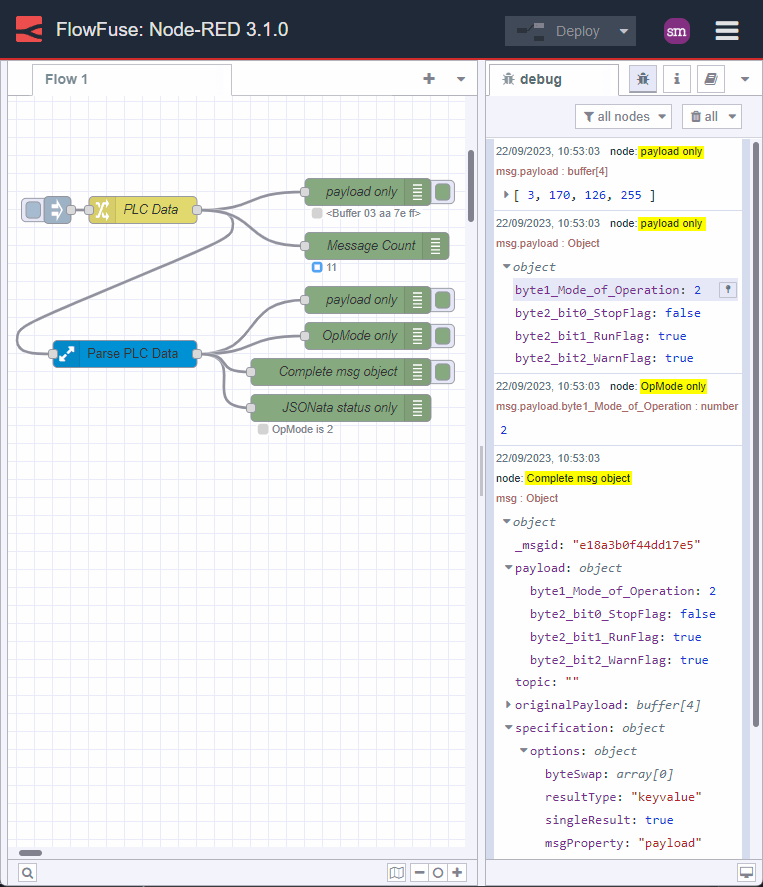 FlowFuse: Node-RED 3.1.0
Deploy
sm
Flow 1
PLC Data
payload only
<Buffer 03 aa 7e ff>
Message Count
11
payload only
OpMode only
Parse PLC Data
Complete msg object
JSONata status only
OpMode is 2
debug
i
all nodes
all
22/09/2023, 10:53:03 node: payload only
msg.payload : buffer[4]
[ 3, 170, 126, 255 ]
22/09/2023, 10:53:03 node: payload only
msg.payload : Object
object
byte1_Mode_of_Operation: 2
byte2_bit0_StopFlag: false
byte2_bit1_RunFlag: true
byte2_bit2_WarnFlag: true
22/09/2023, 10:53:03 node: OpMode only
msg.payload.byte1_Mode_of_Operation : number
2
22/09/2023, 10:53:03
node: Complete msg object
msg : Object
object
_msgid: "e18a3b0f44dd17e5"
payload: object
byte1_Mode_of_Operation: 2
byte2_bit0_StopFlag: false
byte2_bit1_RunFlag: true
byte2_bit2_WarnFlag: true
topic: ""
originalPayload: buffer[4]
specification: object
options: object
byteSwap: array[0]
resultType: "keyvalue"
singleResult: true
msgProperty: "payload"